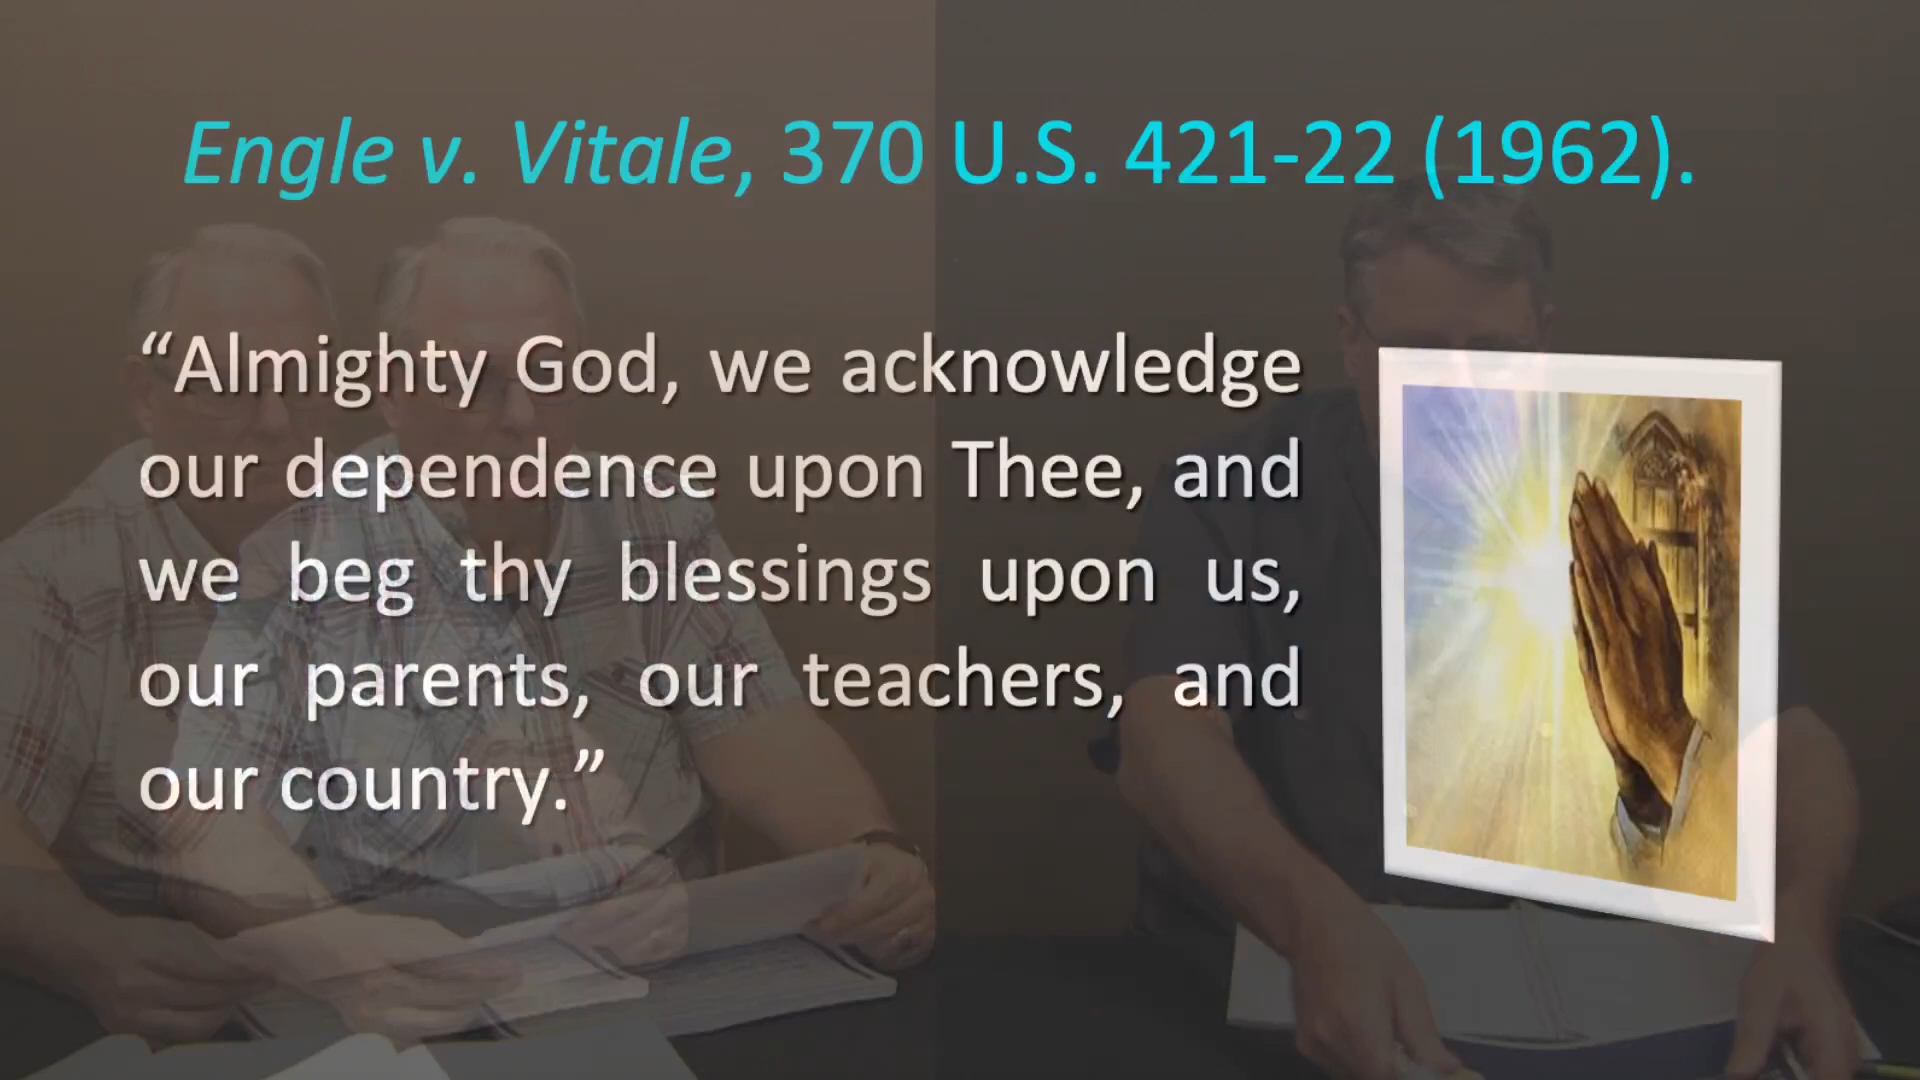 Engle v. Vitale, 370 U.S. 421-22 (1962).
“Almighty God, we acknowledge
our dependence upon Thee, and
we beg thy blessings upon us,
our parents, our teachers, and
our country.”